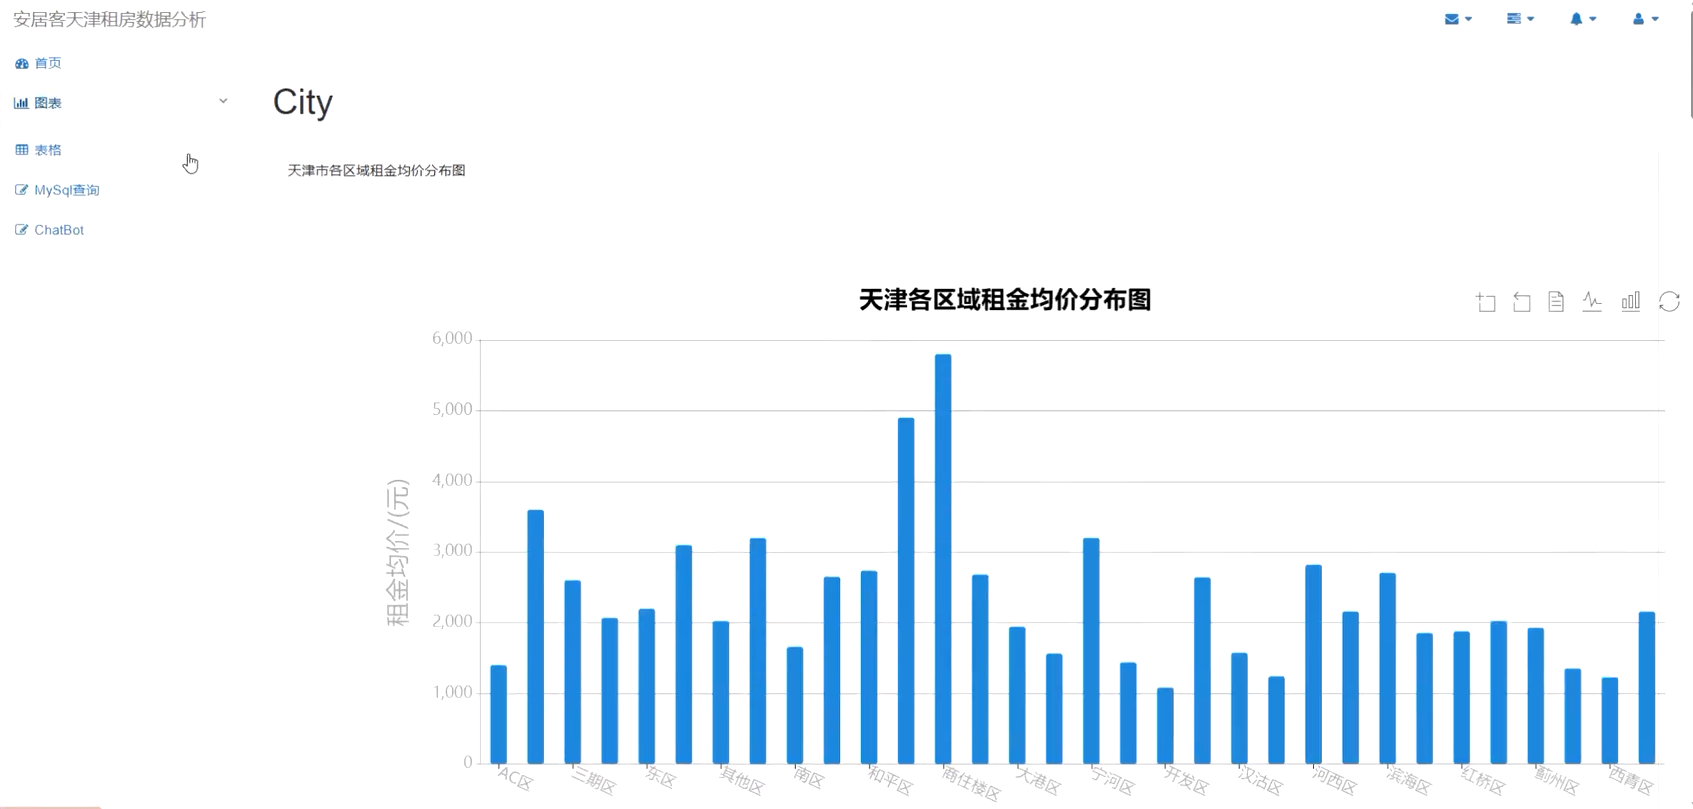 安居客天津租房数据分析
首页
图表
表格
MySql查询
ChatBot
City
天津市各区域租金均价分布图
天津各区域租金均价分布图
6,000
5,000
4,000
3,000
2,000
1,000
0
租金均价/(元)
AC区
三期区
东区
其他区
南区
和平区
商住楼区
大港区
宁河区
开发区
汉沽区
河西区
滨海区
红桥区
蓟州区
西青区